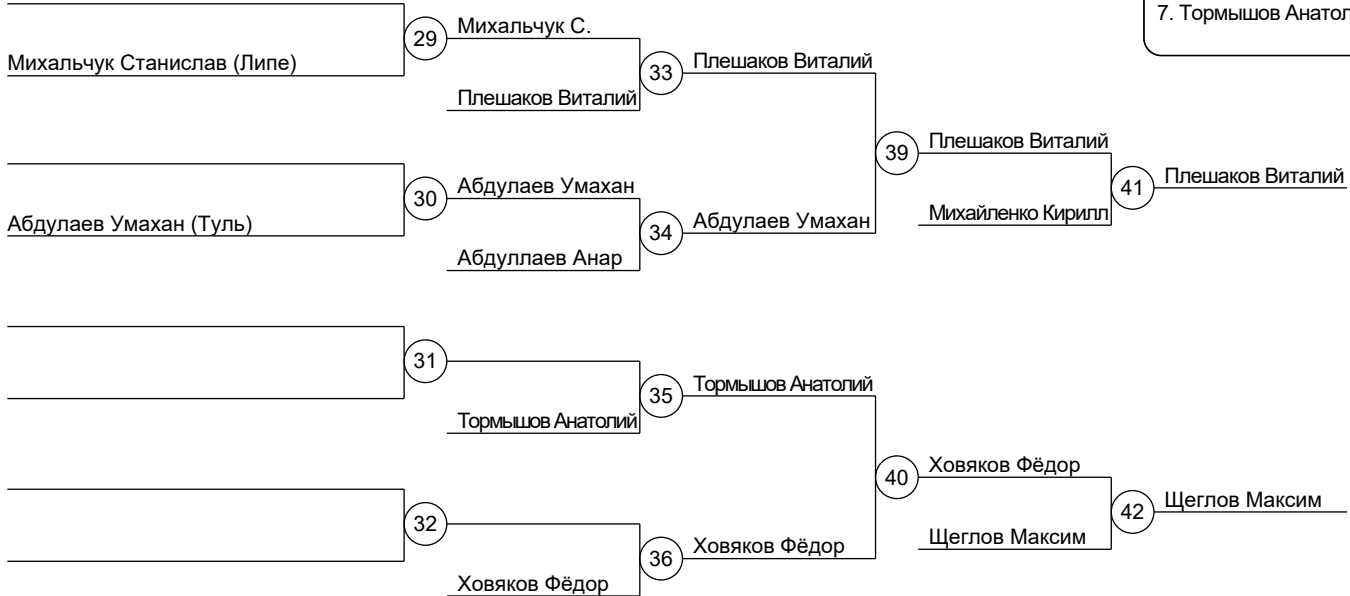 7. Тормышов Анатол
29
Михальчук С.
Михальчук Станислав (Липе)
33
Плешаков Виталий
Плешаков Виталий
39
Плешаков Виталий
30
Абдулаев Умахан
41
Плешаков Виталий
Абдулаев Умахан (Туль)
34
Абдулаев Умахан
Михайленко Кирилл
Абдуллаев Анар
31
35
Тормышов Анатолий
Тормышов Анатолий
40
Ховяков Фёдор
32
42
Щеглов Максим
Щеглов Максим
36
Ховяков Фёдор
Ховяков Фёдор